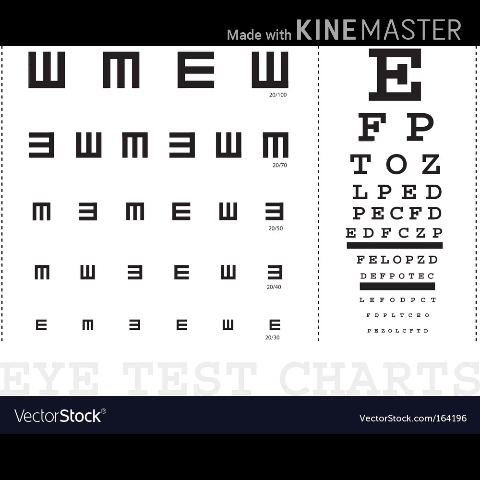 Made with KINEMASTER
20/100
20/70
20/50
20/40
20/30
E
F P
T O Z
L P E D
P E C F D
E D F C Z P
F E L O P Z D
D E F P O T E C
L E F O D P C T
F D P L T C E O
P E Z O L C F T D
EYE TEST CHARTS
VectorStock®
VectorStock.com/164196